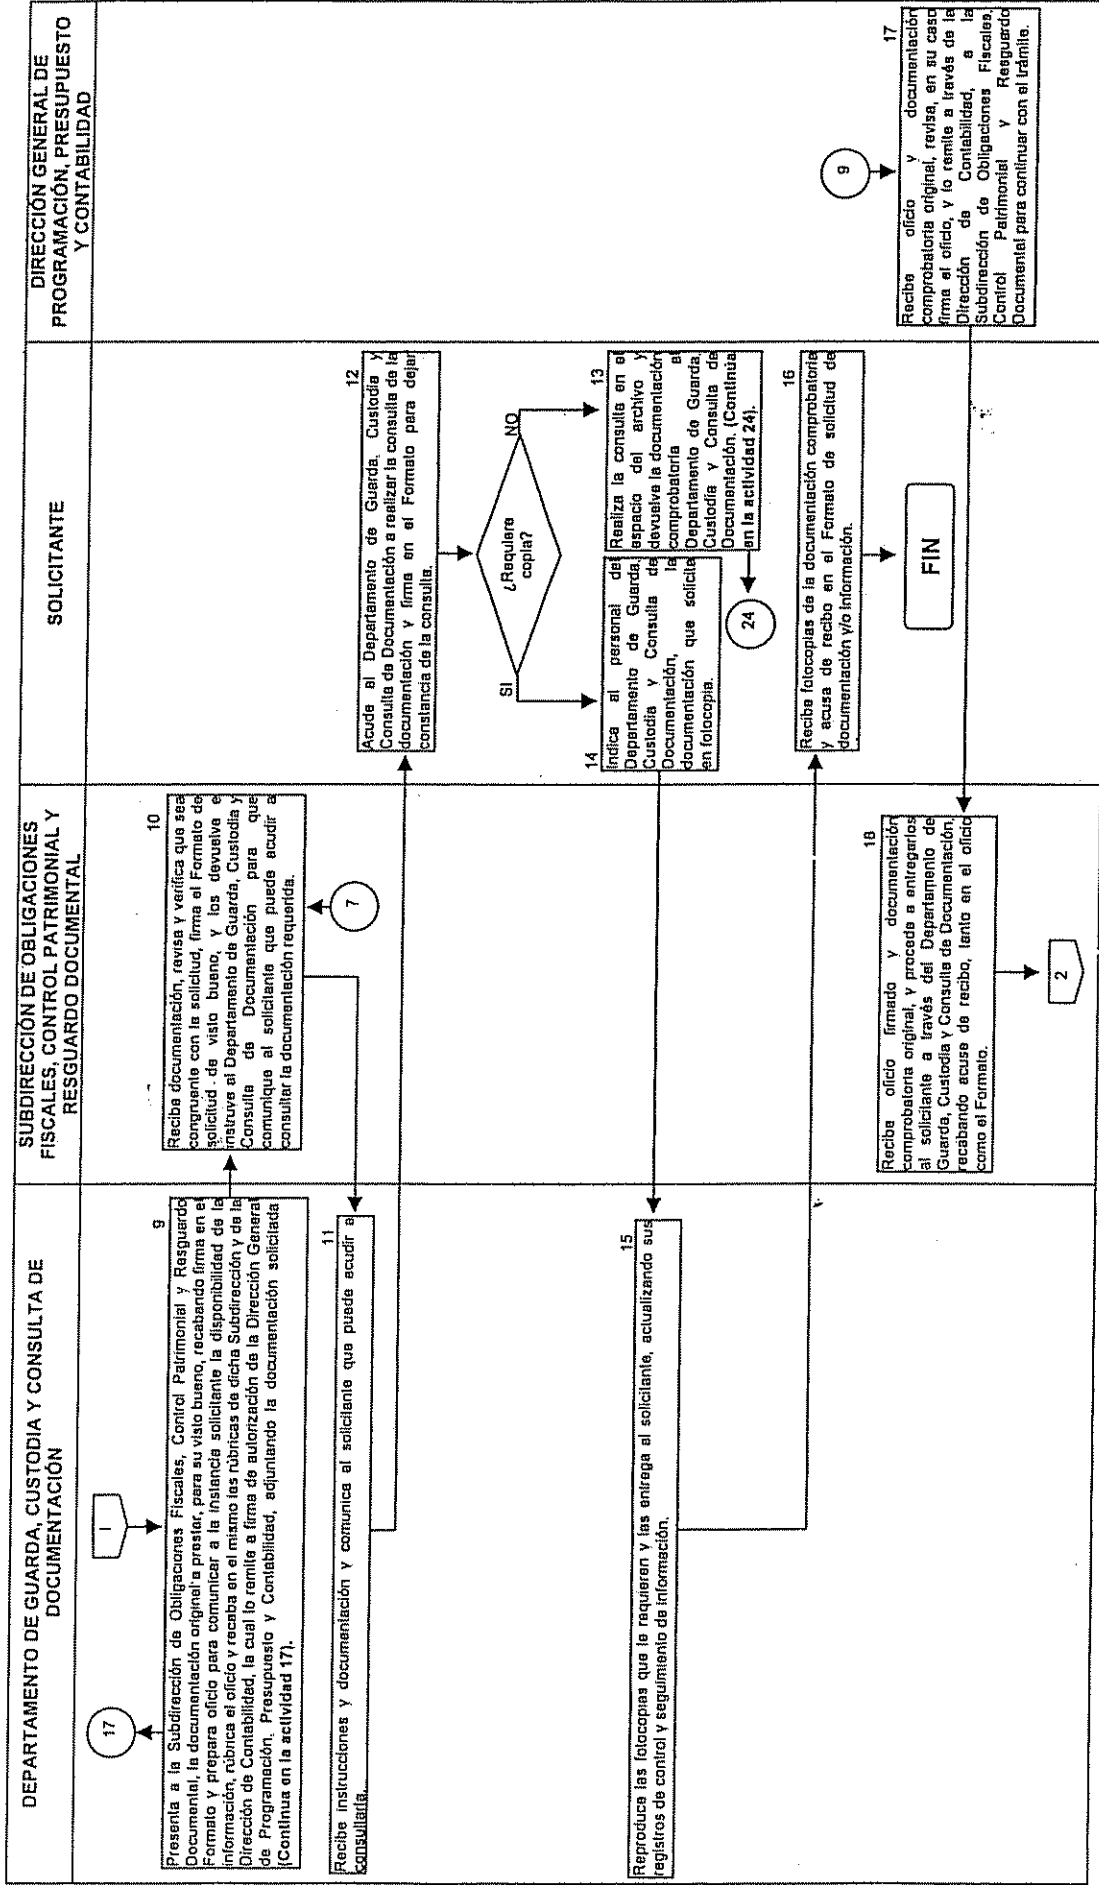 DEPARTAMENTO DE GUARDA, CUSTODIA Y CONSULTA DE
DOCUMENTACIÓN
SUBDIRECCIÓN DE OBLIGACIONES
FISCALES, CONTROL PATRIMONIAL Y
RESGUARDO DOCUMENTAL
SOLICITANTE
DIRECCIÓN GENERAL DE
PROGRAMACIÓN, PRESUPUESTO
Y CONTABILIDAD
17
1
9
Presenta a la Subdirección de Obligaciones Fiscales, Control Patrimonial y Resguardo
Documental, la documentación original a prestar, para su visto bueno, recabando firma en el
Formato y prepara oficio para comunicar a la instancia solicitante la disponibilidad de la
información, rúbrica el oficio y recaba en el mismo las rúbricas de dicha Subdirección y de la
Dirección de Contabilidad, la cual lo remite a firma de autorización de la Dirección General
de Programación, Presupuesto y Contabilidad, adjuntando la documentación solicitada
(Continua en la actividad 17).
10
Recibe documentación, revisa y verifica que sea
congruente con la solicitud, firma el Formato de
solicitud de visto bueno, y los devuelve e
instruye al Departamento de Guarda, Custodia y
Consulta de Documentación para que
comunique al solicitante que puede acudir a
consultar la documentación requerida.
7
11
Recibe instrucciones y documentación y comunica al solicitante que puede acudir a
consultarla.
12
Acude al Departamento de Guarda, Custodia y
Consulta de Documentación a realizar la consulta de la
documentación y firma en el Formato para dejar
constancia de la consulta.
¿Requiere
copia?
SI
NO
13
Realiza la consulta en el
espacio del archivo y
devuelve la documentación
comprobatoria al
Departamento de Guarda,
Custodia y Consulta de
Documentación. (Continúa
en la actividad 24).
24
14
Indica al personal del
Departamento de Guarda,
Custodia y Consulta de
Documentación, la
documentación que solicita
en fotocopia.
15
Reproduce las fotocopias que le requieren y las entrega al solicitante, actualizando sus
registros de control y seguimiento de información.
16
Recibe fotocopias de la documentación comprobatoria
y acusa de recibo en el Formato de solicitud de
documentación y/o información.
FIN
9
17
Recibe oficio y documentación
comprobatoria original, revisa, en su caso
firma el oficio, y lo remite a través de la
Dirección de Contabilidad, a la
Subdirección de Obligaciones Fiscales,
Control Patrimonial y Resguardo
Documental para continuar con el trámite.
18
Recibe oficio firmado y documentación
comprobatoria original, y procede a entregarlos
al solicitante a través del Departamento de
Guarda, Custodia y Consulta de Documentación,
recabando acuse de recibo, tanto en el oficio
como el Formato.
2